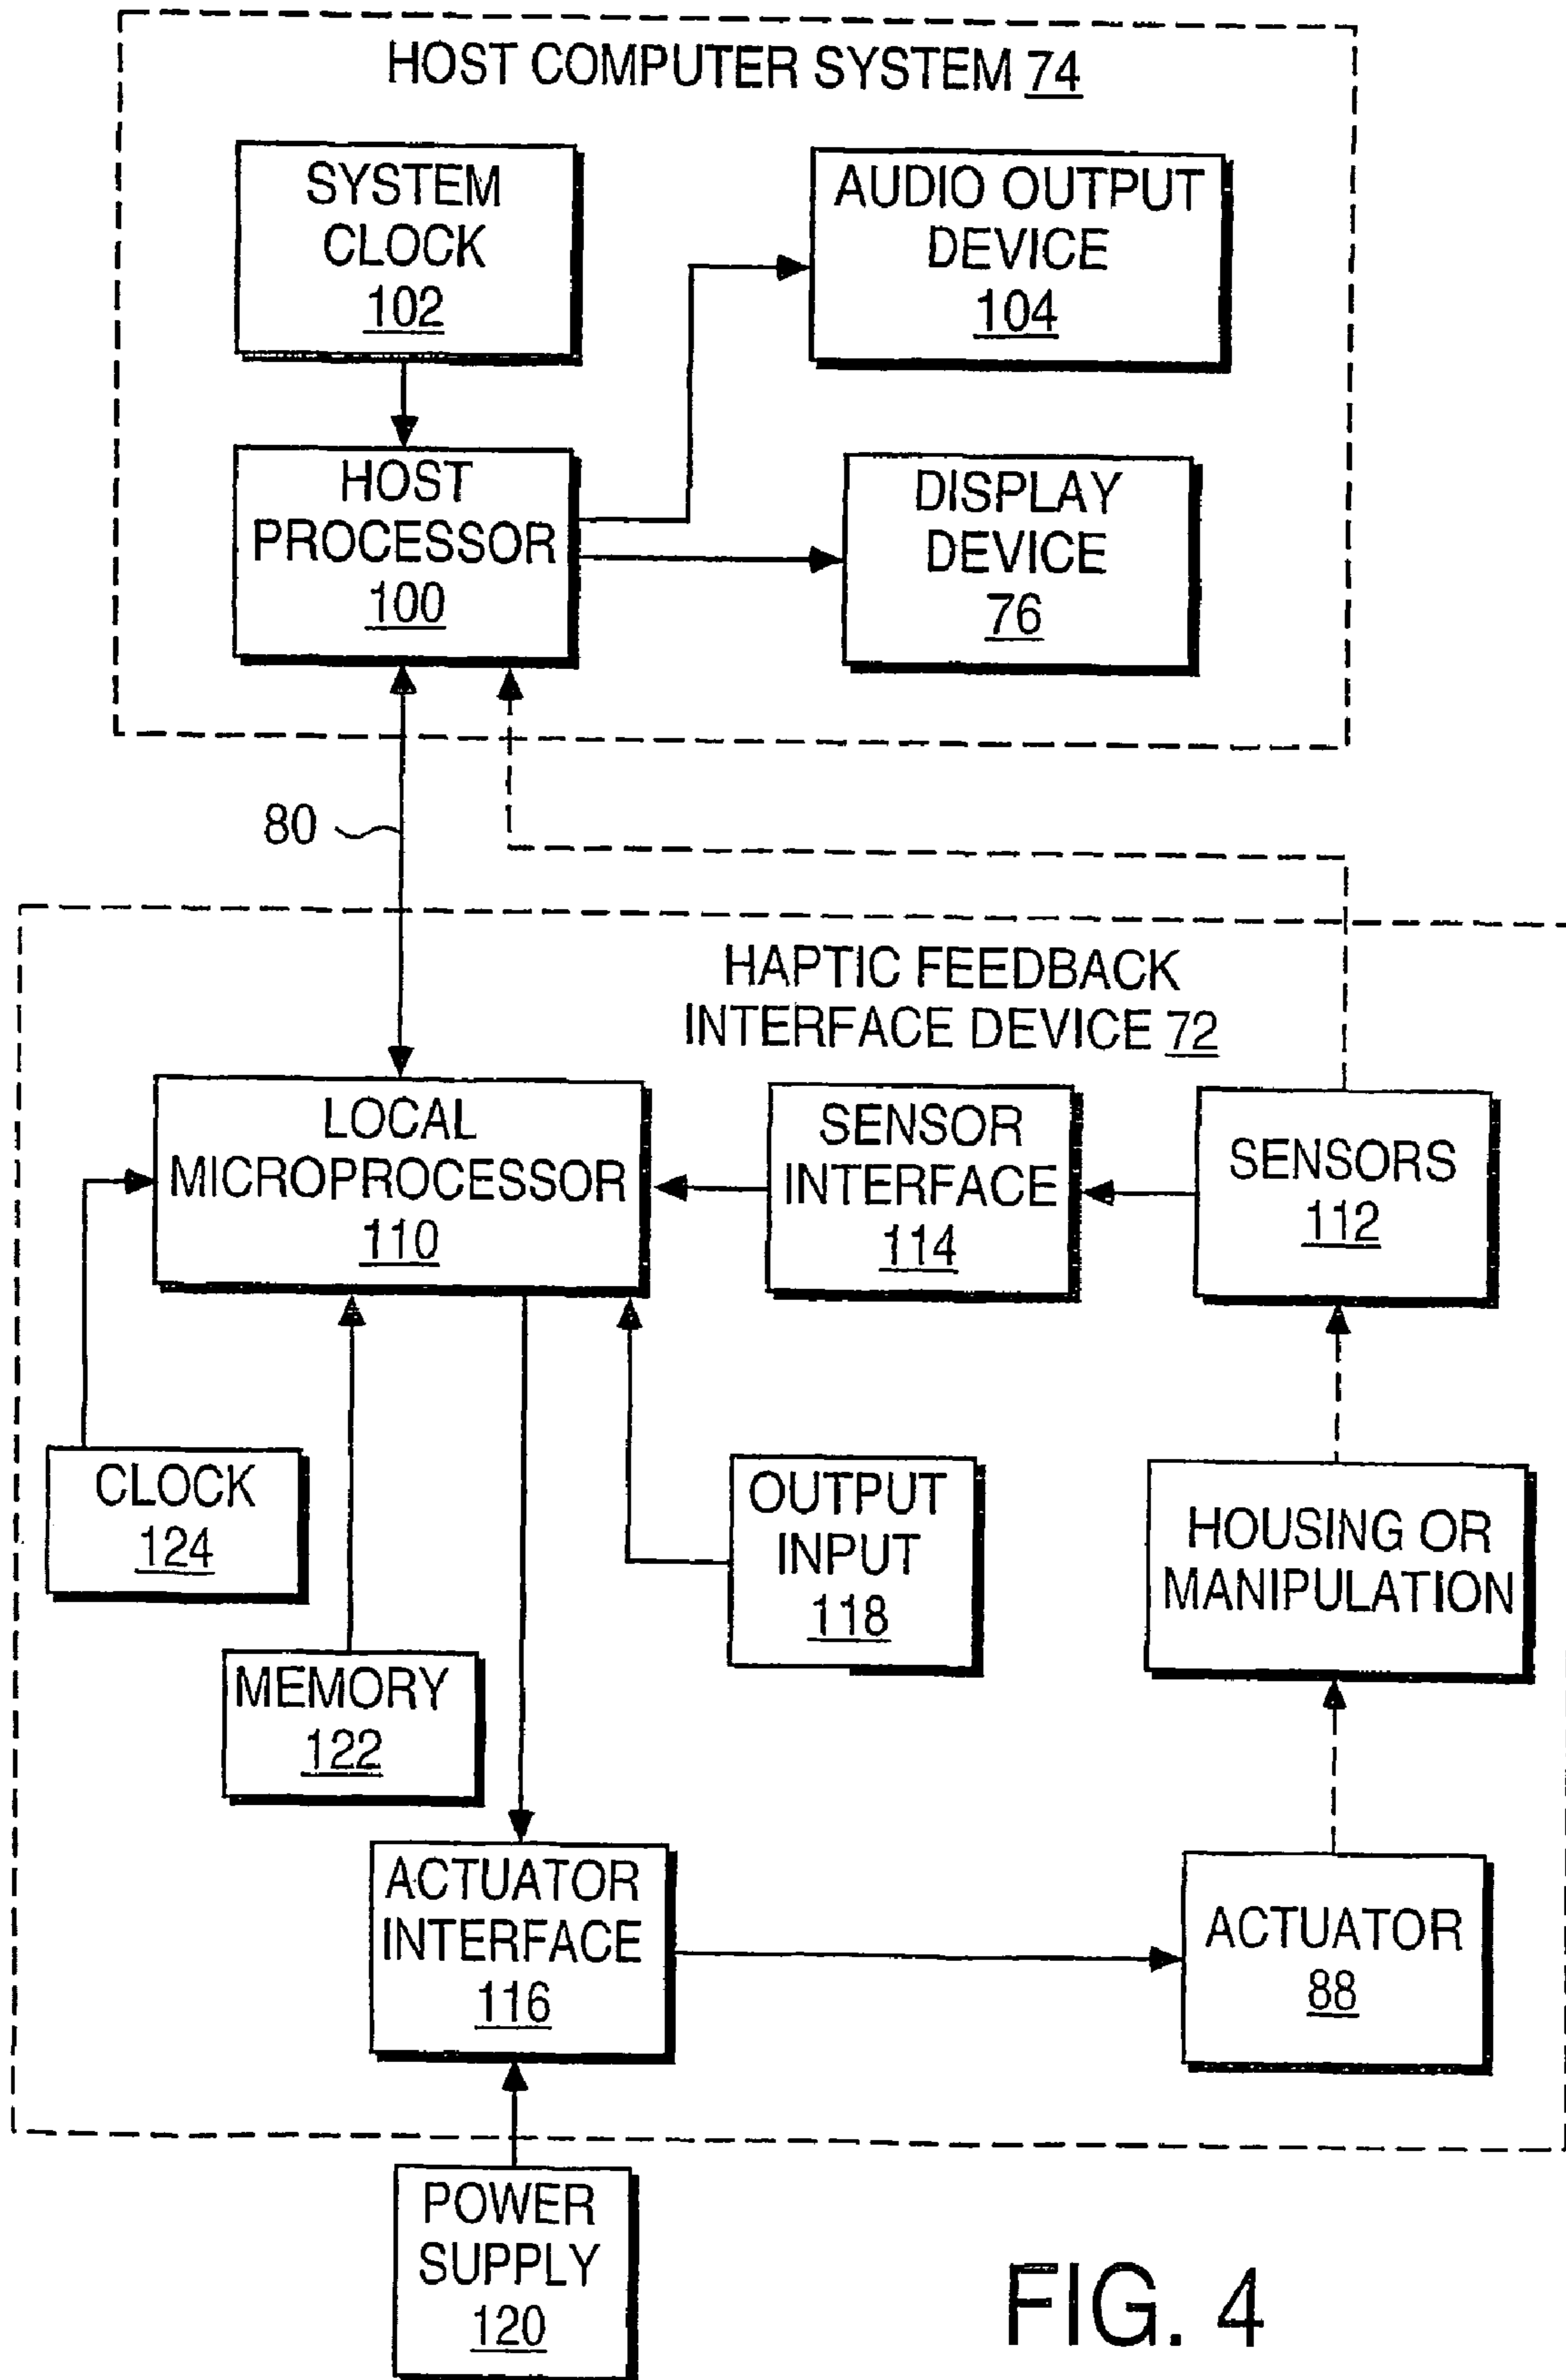 HOST COMPUTER SYSTEM 74
SYSTEM
CLOCK
102
AUDIO OUTPUT
DEVICE
104
HOST
PROCESSOR
100
DISPLAY
DEVICE
76
80
HAPTIC FEEDBACK
INTERFACE DEVICE 72
LOCAL
MICROPROCESSOR
110
SENSOR
INTERFACE
114
SENSORS
112
CLOCK
124
OUTPUT
INPUT
118
HOUSING OR
MANIPULATION
MEMORY
122
ACTUATOR
INTERFACE
116
ACTUATOR
88
POWER
SUPPLY
120
FIG. 4